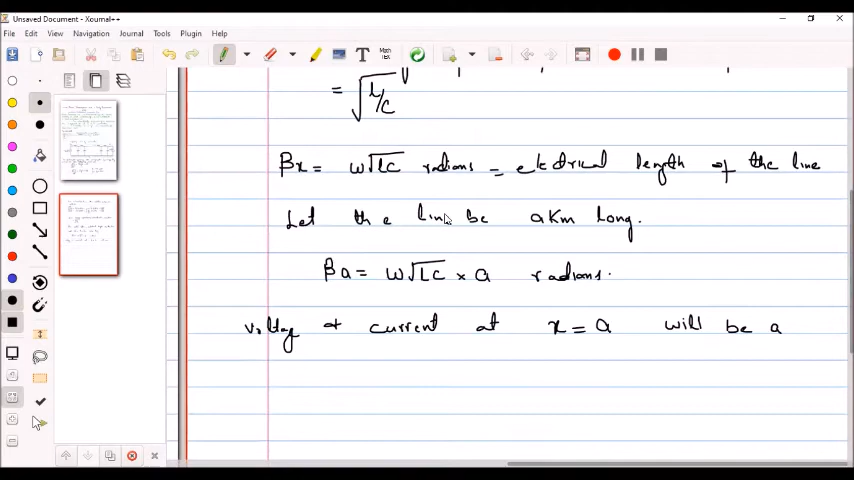 Unsaved Document - Xournal++
File Edit View Navigation Journal Tools Plugin Help
= √L/C
βx = ω√LC radians = electrical length of the line
Let the line be a Km long.
βa = ω√LC × a radians.
voltag & current at x = a will be a